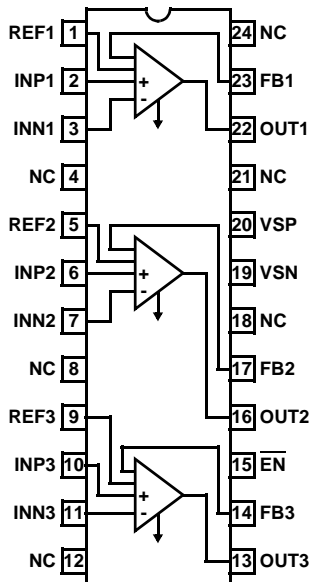 REF1 1 24 NC
INP1 2 + 23 FB1
INN1 3 - 22 OUT1
NC 4 21 NC
REF2 5 20 VSP
INP2 6 + 19 VSN
INN2 7 - 18 NC
NC 8 17 FB2
REF3 9 16 OUT2
INP3 10 15 EN
INN3 11 + - 14 FB3
NC 12 13 OUT3